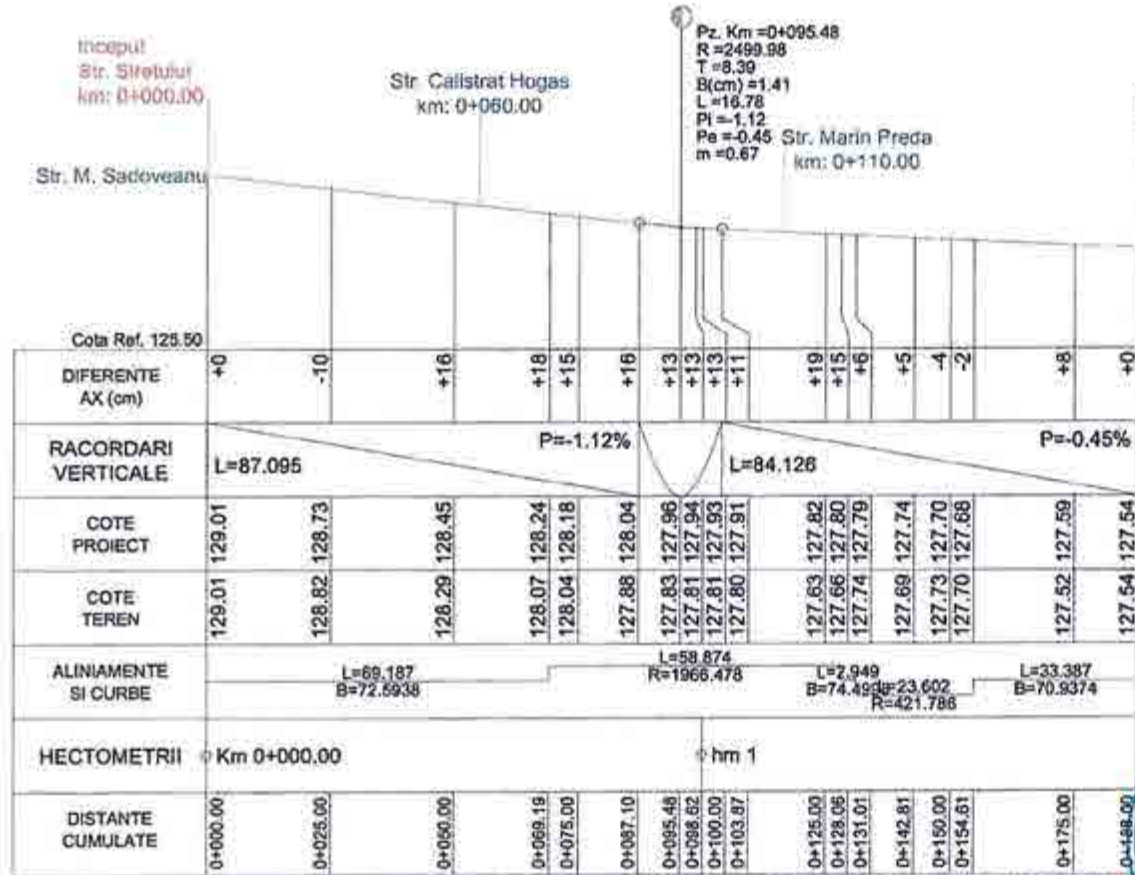 Inceput
Str. Siretului
km: 0+000.00
Str. M. Sadoveanu
Str. Calistrat Hogas
km: 0+060.00
Pz. Km =0+095.48
R =2499.98
T =8.39
B(cm) =1.41
L =16.78
Pi =-1.12
Pe =-0.45
m =0.67
Str. Marin Preda
km: 0+110.00
Cota Ref. 125.50
DIFERENTE
AX (cm)
+0 -10 +16 +18 +15 +16 +13 +13 +13 +11 +19 +15 +6 +5 -4 -2 +8 +0
RACORDARI
VERTICALE
L=87.095 P=-1.12% L=84.126 P=-0.45%
COTE
PROIECT
129.01 128.73 128.45 128.24 128.18 128.04 127.96 127.94 127.93 127.91 127.82 127.80 127.79 127.74 127.70 127.68 127.59 127.54
COTE
TEREN
129.01 128.82 128.29 128.07 128.04 127.88 127.83 127.81 127.81 127.80 127.63 127.66 127.74 127.69 127.73 127.70 127.52 127.54
ALINIAMENTE
SI CURBE
L=69.187
B=72.5938
L=58.874
R=1966.478
L=2.949
L=23.602
R=421.786
L=33.387
B=70.9374
HECTOMETRII
Km 0+000.00
hm 1
DISTANTE
CUMULATE
0+000.00 0+025.00 0+050.00 0+069.19 0+075.00 0+087.10 0+095.48 0+098.62 0+100.00 0+103.87 0+125.00 0+128.06 0+131.01 0+142.81 0+150.00 0+154.61 0+175.00 0+188.00